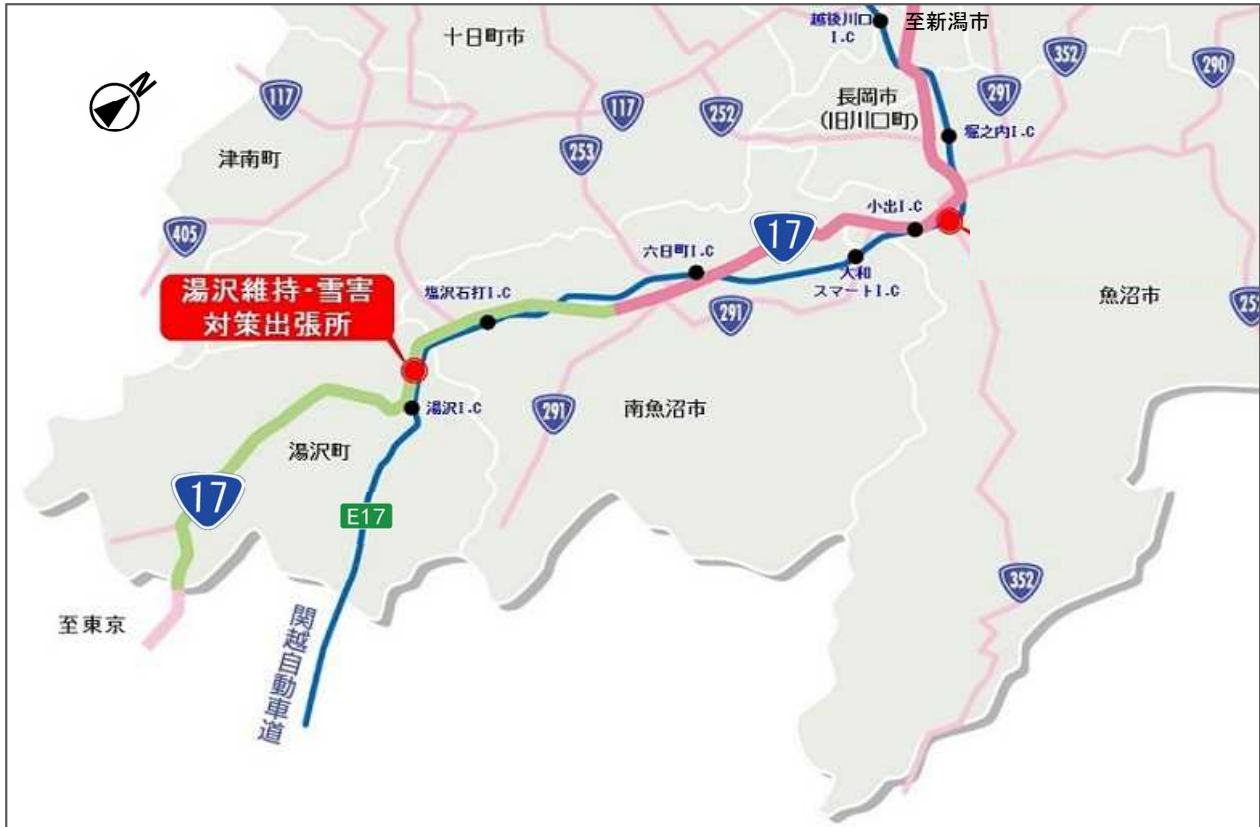 越後川口
I.C
至新潟市
十日町市
352
290
N
117
117
252
長岡市
(旧川口町)
291
堀之内I.C
253
津南町
小出I.C
405
17
六日町I.C
大和
スマートI.C
湯沢維持・雪害
対策出張所
塩沢石打I.C
291
魚沼市
湯沢I.C
291
南魚沼市
湯沢町
17
E17
352
至東京
関越自動車道